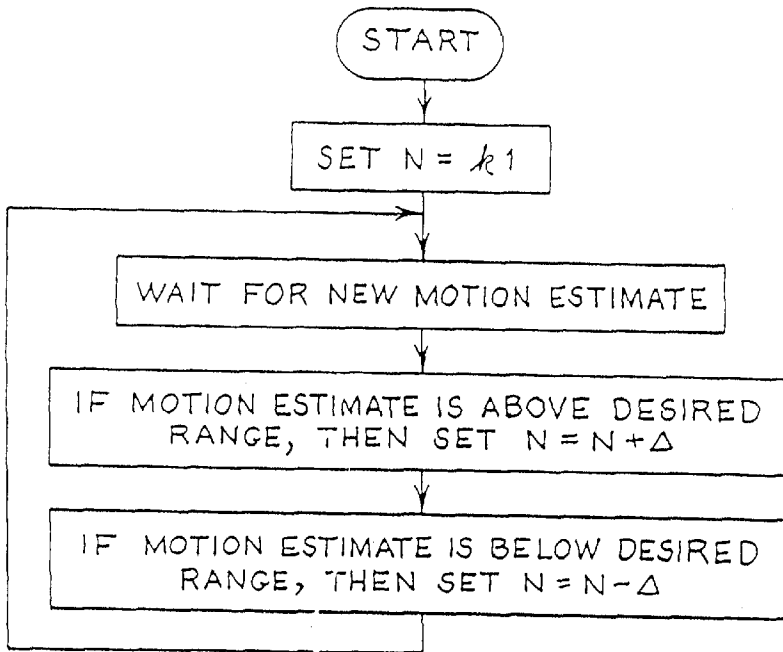 START
SET N = k1
WAIT FOR NEW MOTION ESTIMATE
IF MOTION ESTIMATE IS ABOVE DESIRED
RANGE, THEN SET N = N + Δ
IF MOTION ESTIMATE IS BELOW DESIRED
RANGE, THEN SET N = N - Δ